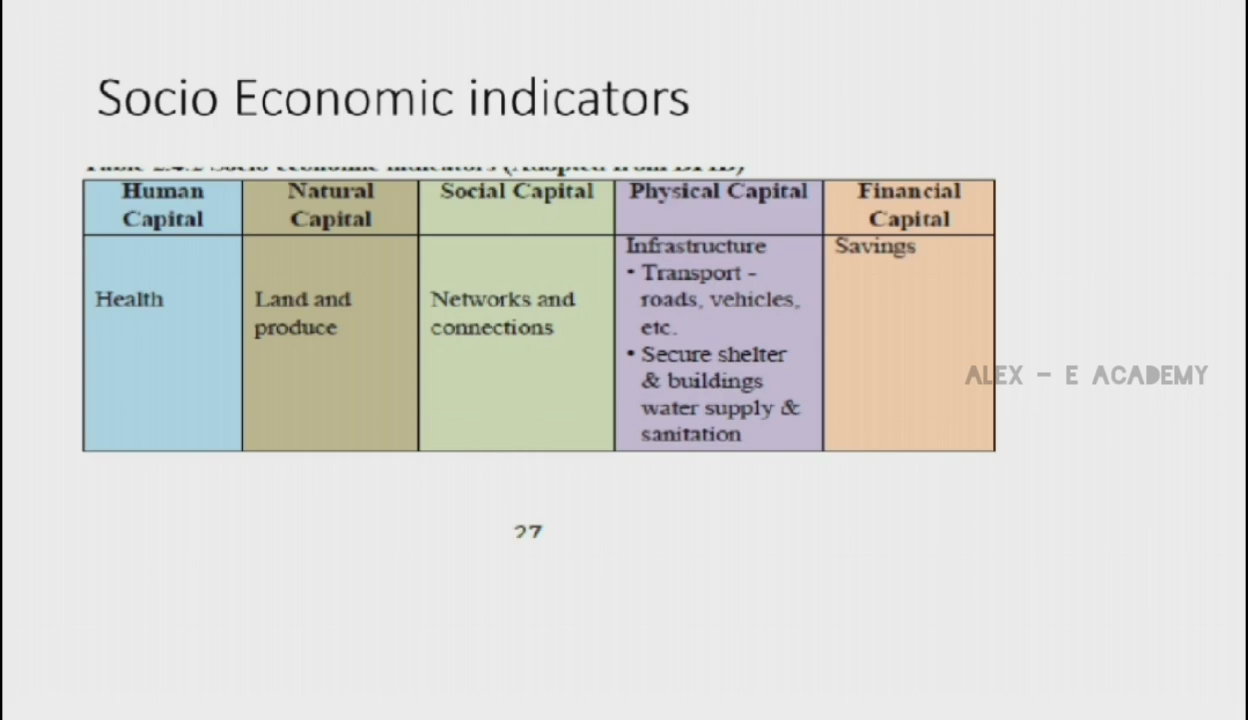 Socio Economic indicators
Human
Capital
Natural
Capital
Social Capital
Physical Capital
Financial
Capital
Health
Land and
produce
Networks and
connections
Infrastructure
• Transport -
roads, vehicles,
etc.
• Secure shelter
& buildings
water supply &
sanitation
Savings
ALEX - E ACADEMY
27